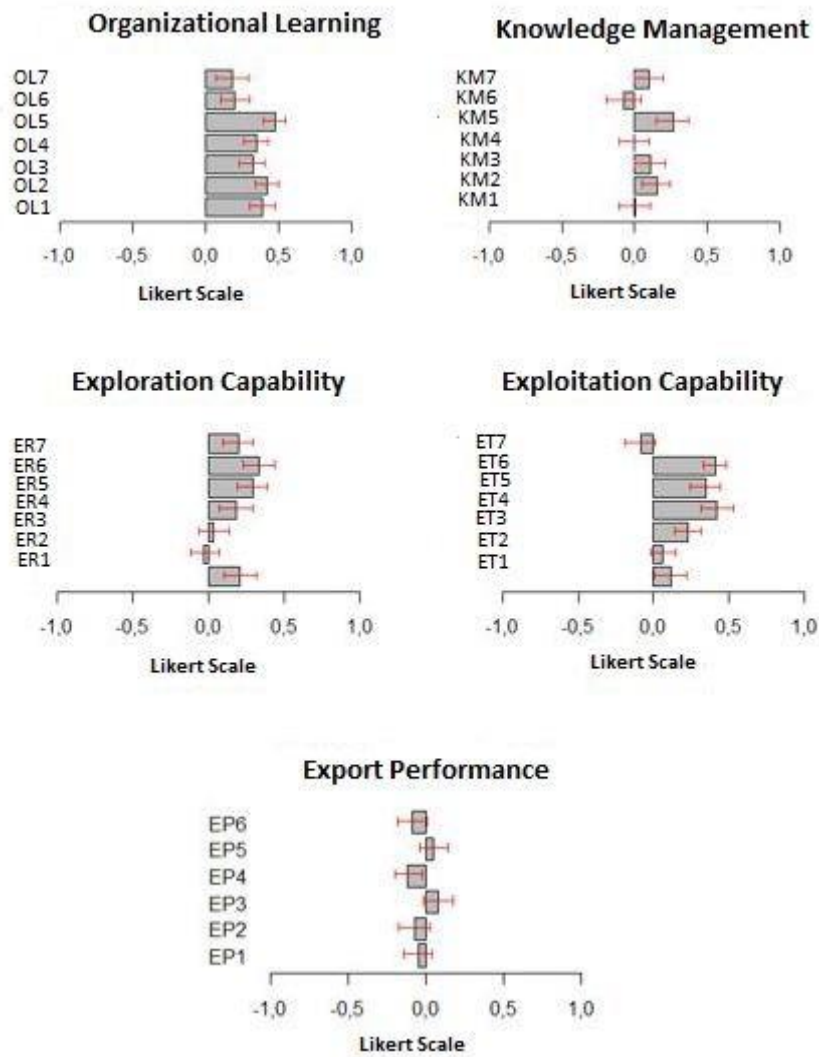 Organizational Learning
OL7
OL6
OL5
OL4
OL3
OL2
OL1
-1,0 -0,5 0,0 0,5 1,0
Likert Scale
Knowledge Management
KM7
KM6
KM5
KM4
KM3
KM2
KM1
-1,0 -0,5 0,0 0,5 1,0
Likert Scale
Exploration Capability
ER7
ER6
ER5
ER4
ER3
ER2
ER1
-1,0 -0,5 0,0 0,5 1,0
Likert Scale
Exploitation Capability
ET7
ET6
ET5
ET4
ET3
ET2
ET1
-1,0 -0,5 0,0 0,5 1,0
Likert Scale
Export Performance
EP6
EP5
EP4
EP3
EP2
EP1
-1,0 -0,5 0,0 0,5 1,0
Likert Scale